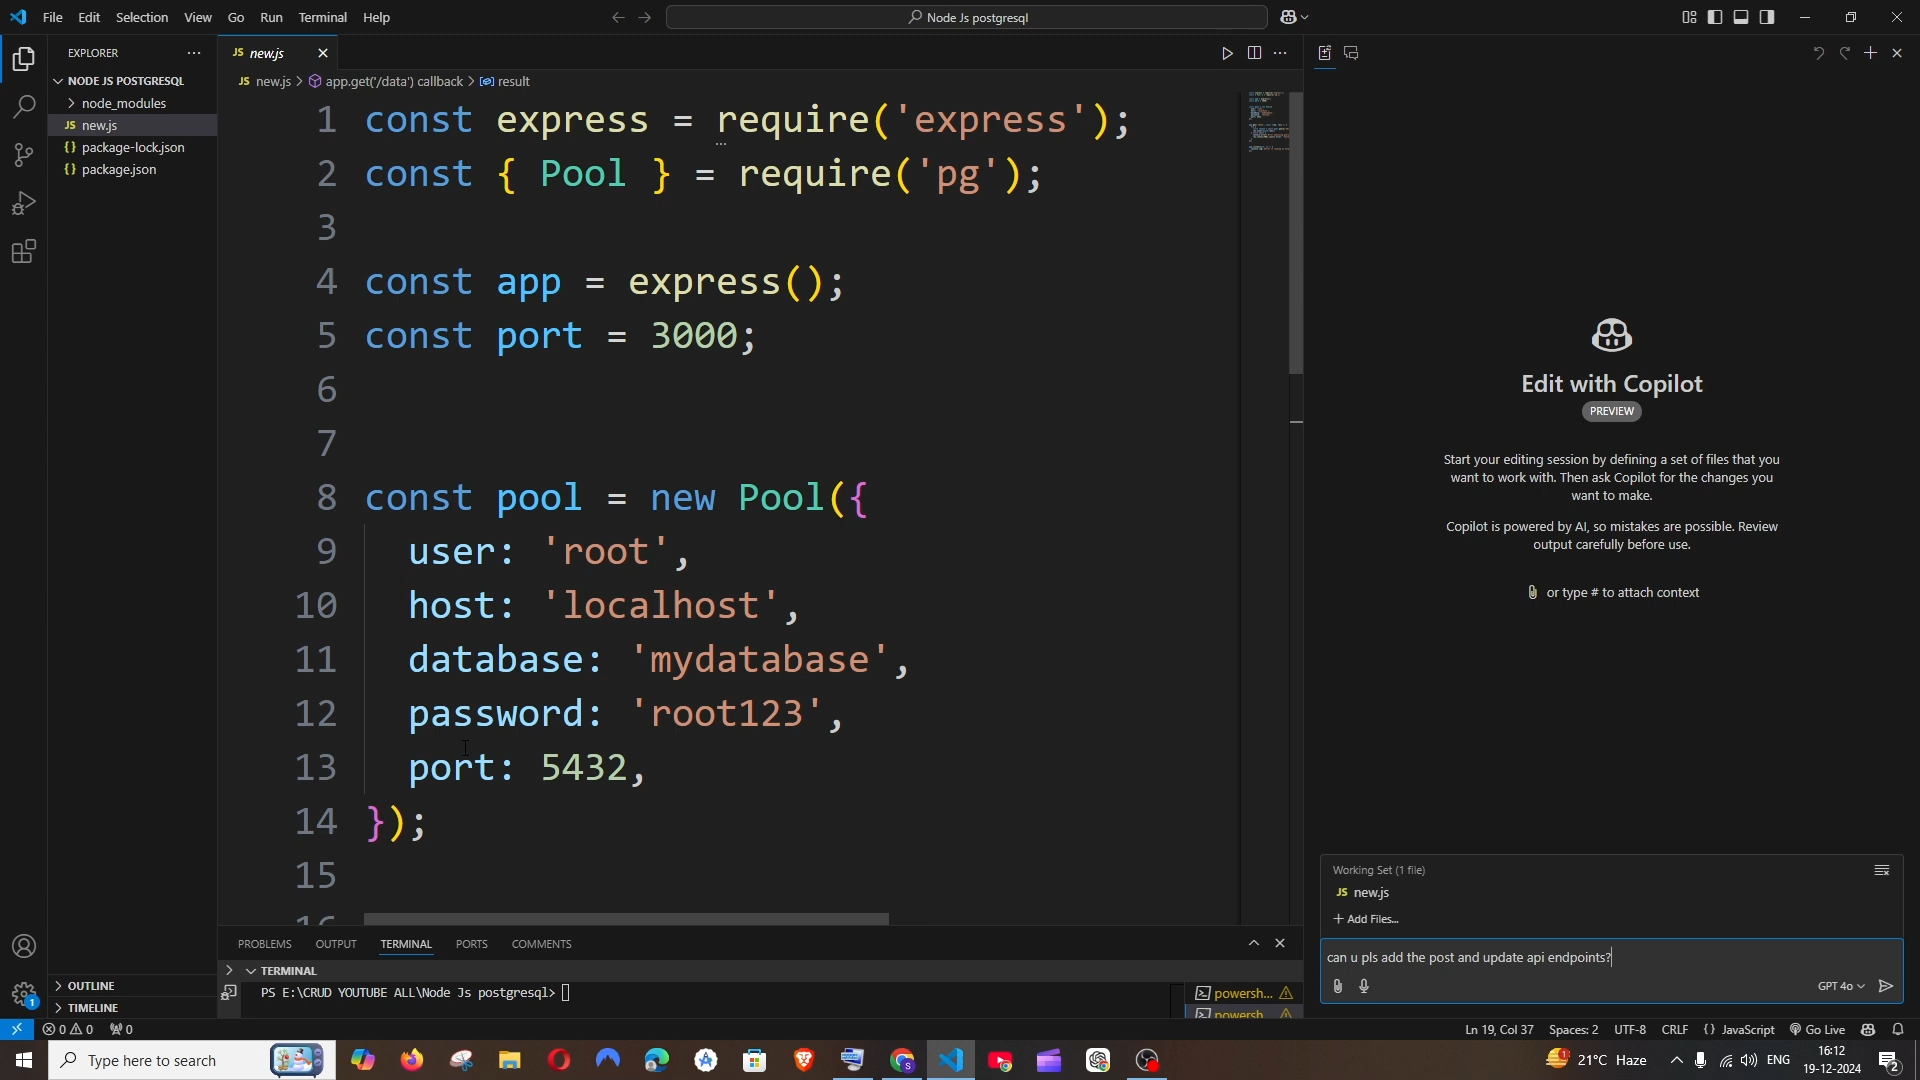 File Edit Selection View Go Run Terminal Help
Node Js postgresql
EXPLORER
NODE JS POSTGRESQL
node_modules
JS new.js
{} package-lock.json
{} package.json
OUTLINE
TIMELINE
1
JS new.js
JS new.js > app.get('/data') callback > result
1 const express = require('express');
2 const { Pool } = require('pg');
3
4 const app = express();
5 const port = 3000;
6
7
8 const pool = new Pool({
9 user: 'root',
10 host: 'localhost',
11 database: 'mydatabase',
12 password: 'root123',
13 port: 5432,
14 });
15
16
PROBLEMS OUTPUT TERMINAL PORTS COMMENTS
TERMINAL
PS E:\CRUD YOUTUBE ALL\Node Js postgresql>
powersh...
powersh
Edit with Copilot
PREVIEW
Start your editing session by defining a set of files that you
want to work with. Then ask Copilot for the changes you
want to make.
Copilot is powered by AI, so mistakes are possible. Review
output carefully before use.
or type # to attach context
Working Set (1 file)
JS new.js
+ Add Files...
can u pls add the post and update api endpoints?
GPT 4o
0 0 0
Ln 19, Col 37 Spaces: 2 UTF-8 CRLF {} JavaScript Go Live
Type here to search
1
21°C Haze
ENG
16:12
19-12-2024
2